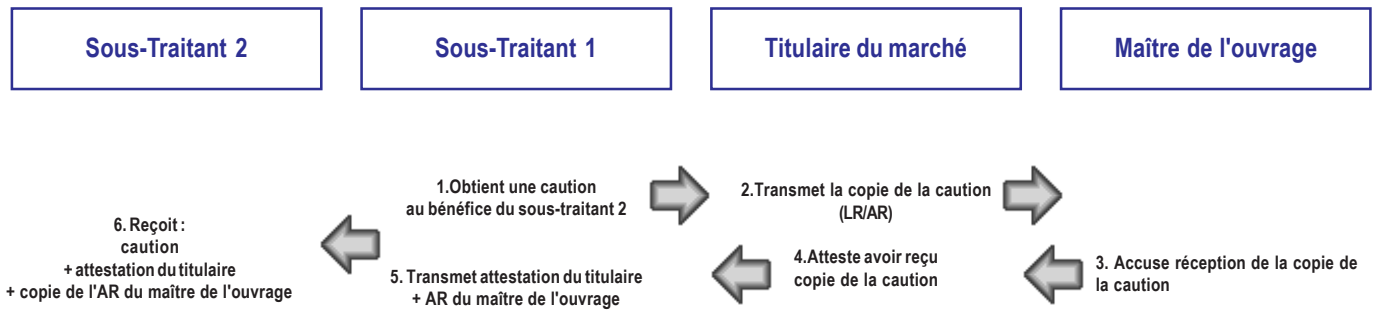 Sous-Traitant 2
Sous-Traitant 1
Titulaire du marché
Maître de l'ouvrage
1.Obtient une caution
au bénéfice du sous-traitant 2
2.Transmet la copie de la caution
(LR/AR)
3. Accuse réception de la copie de
la caution
4.Atteste avoir reçu
copie de la caution
5. Transmet attestation du titulaire
+ AR du maître de l'ouvrage
6. Reçoit :
caution
+ attestation du titulaire
+ copie de l'AR du maître de l'ouvrage